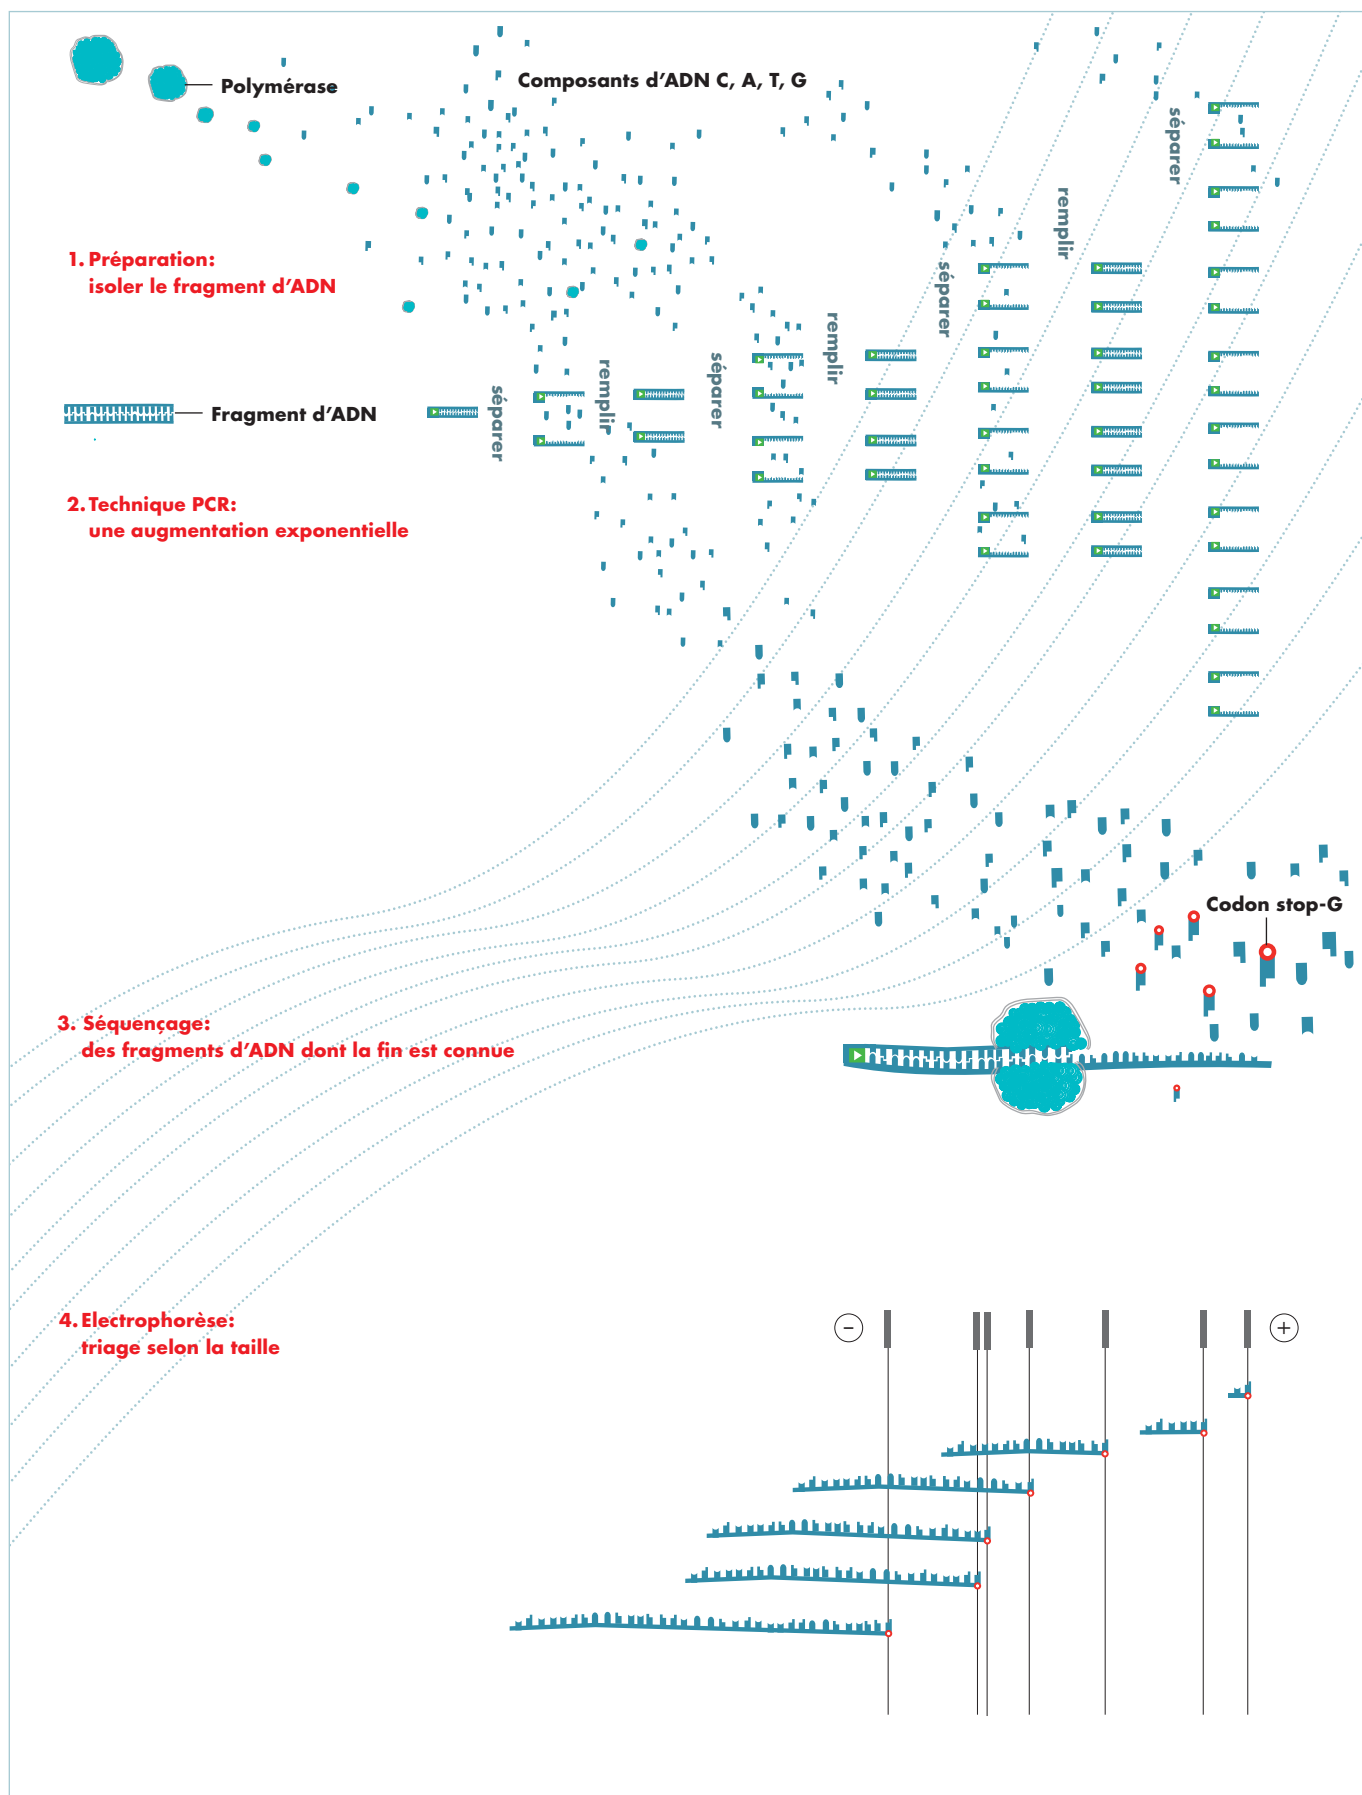 Polymérase
Composants d'ADN C, A, T, G
séparer
remplir
séparer
1. Préparation:
isoler le fragment d'ADN
remplir
séparer
remplir
séparer
Fragment d'ADN
2. Technique PCR:
une augmentation exponentielle
Codon stop-G
3. Séquençage:
des fragments d'ADN dont la fin est connue
4. Electrophorèse:
triage selon la taille
− +